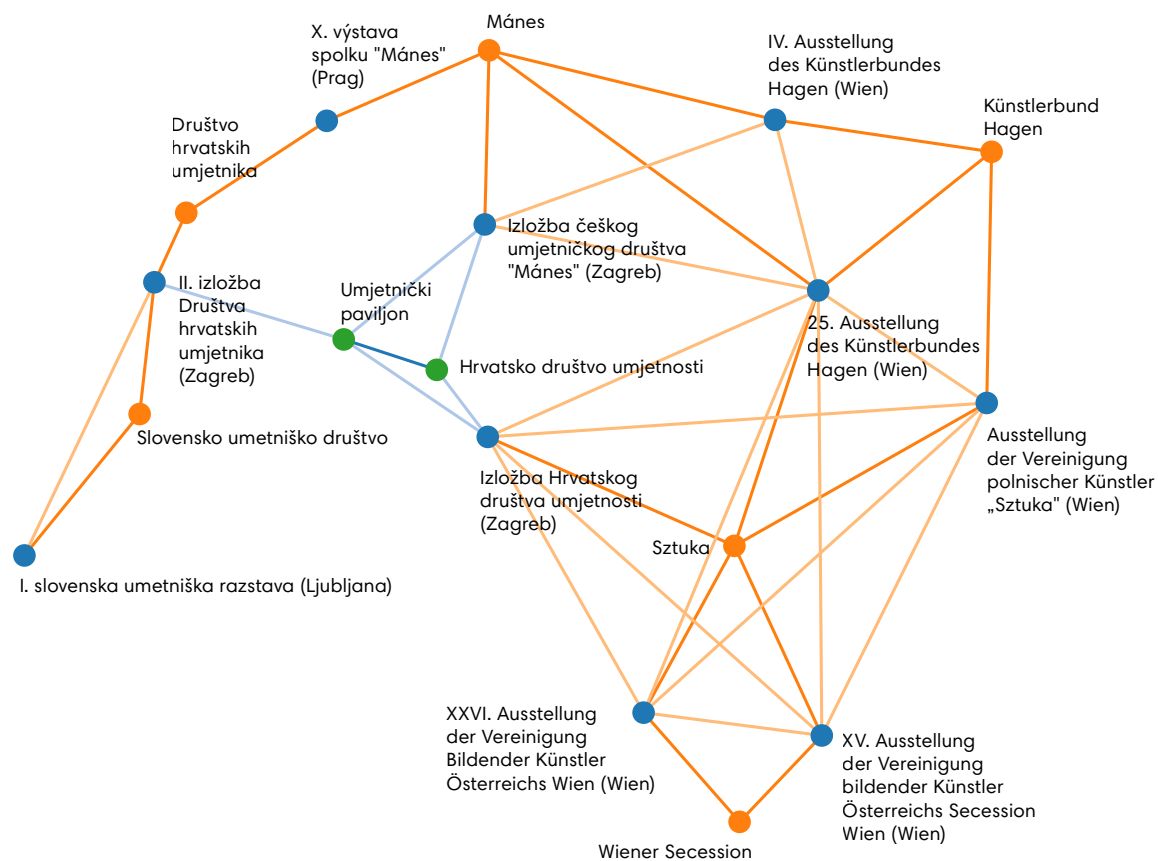 Mánes
X. výstava
spolku "Mánes"
(Prag)
IV. Ausstellung
des Künstlerbundes
Hagen (Wien)
Künstlerbund
Hagen
Društvo
hrvatskih
umjetnika
Izložba češkog
umjetničkog društva
"Mánes" (Zagreb)
II. izložba
Društva
hrvatskih
umjetnika
(Zagreb)
Umjetnički
paviljon
25. Ausstellung
des Künstlerbundes
Hagen (Wien)
Hrvatsko društvo umjetnosti
Slovensko umetniško društvo
Ausstellung
der Vereinigung
polnischer Künstler
„Sztuka" (Wien)
Izložba Hrvatskog
društva umjetnosti
(Zagreb)
Sztuka
I. slovenska umetniška razstava (Ljubljana)
XXVI. Ausstellung
der Vereinigung
Bildender Künstler
Österreichs Wien (Wien)
XV. Ausstellung
der Vereinigung
bildender Künstler
Österreichs Secession
Wien (Wien)
Wiener Secession